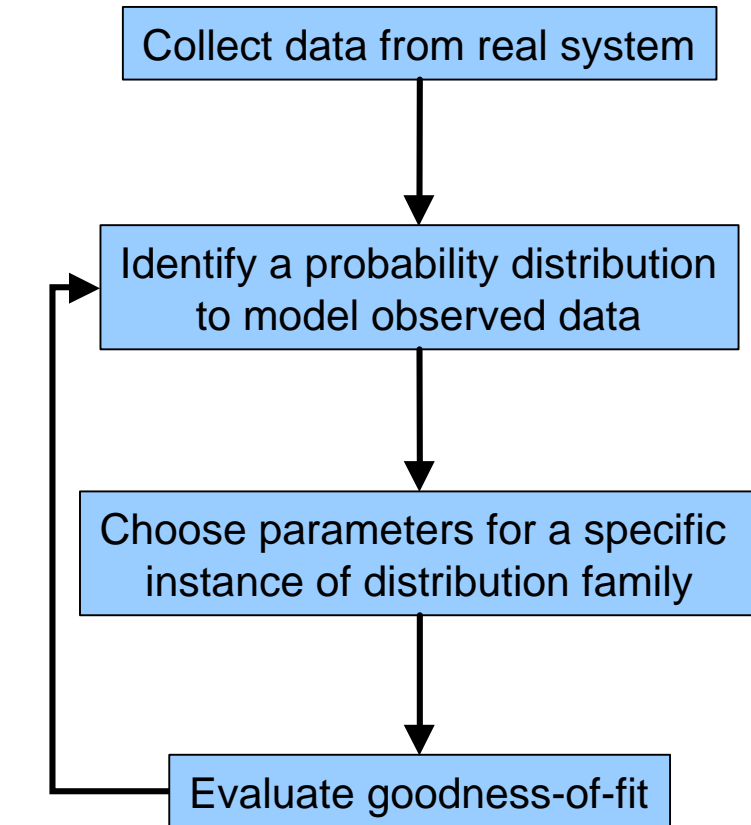 Collect data from real system
Identify a probability distribution
to model observed data
Choose parameters for a specific
instance of distribution family
Evaluate goodness-of-fit